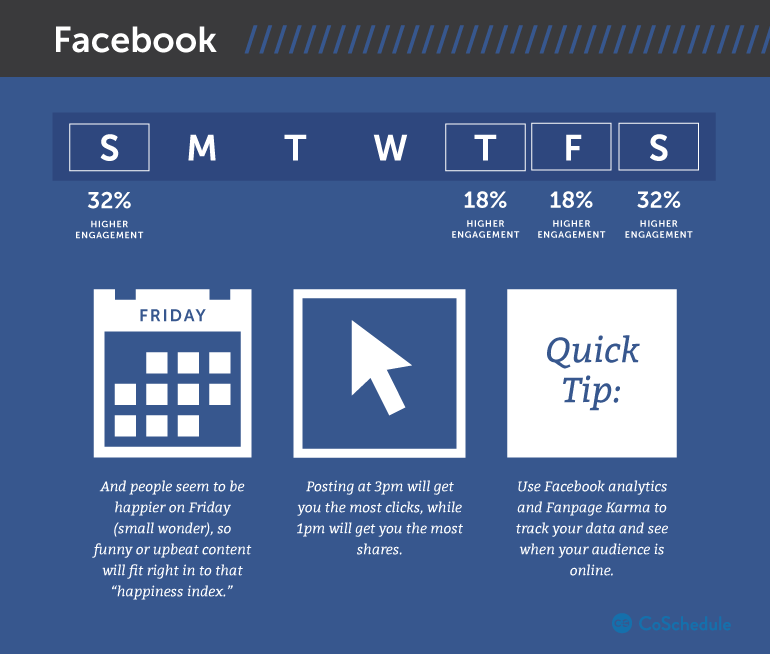 Facebook
S M T W T F S
32% 18% 18% 32%
HIGHER HIGHER HIGHER HIGHER
ENGAGEMENT ENGAGEMENT ENGAGEMENT ENGAGEMENT
FRIDAY
And people seem to be
happier on Friday
(small wonder), so
funny or upbeat content
will fit right in to that
“happiness index.”
Posting at 3pm will get
you the most clicks, while
1pm will get you the most
shares.
Quick
Tip:
Use Facebook analytics
and Fanpage Karma to
track your data and see
when your audience is
online.
CoSchedule